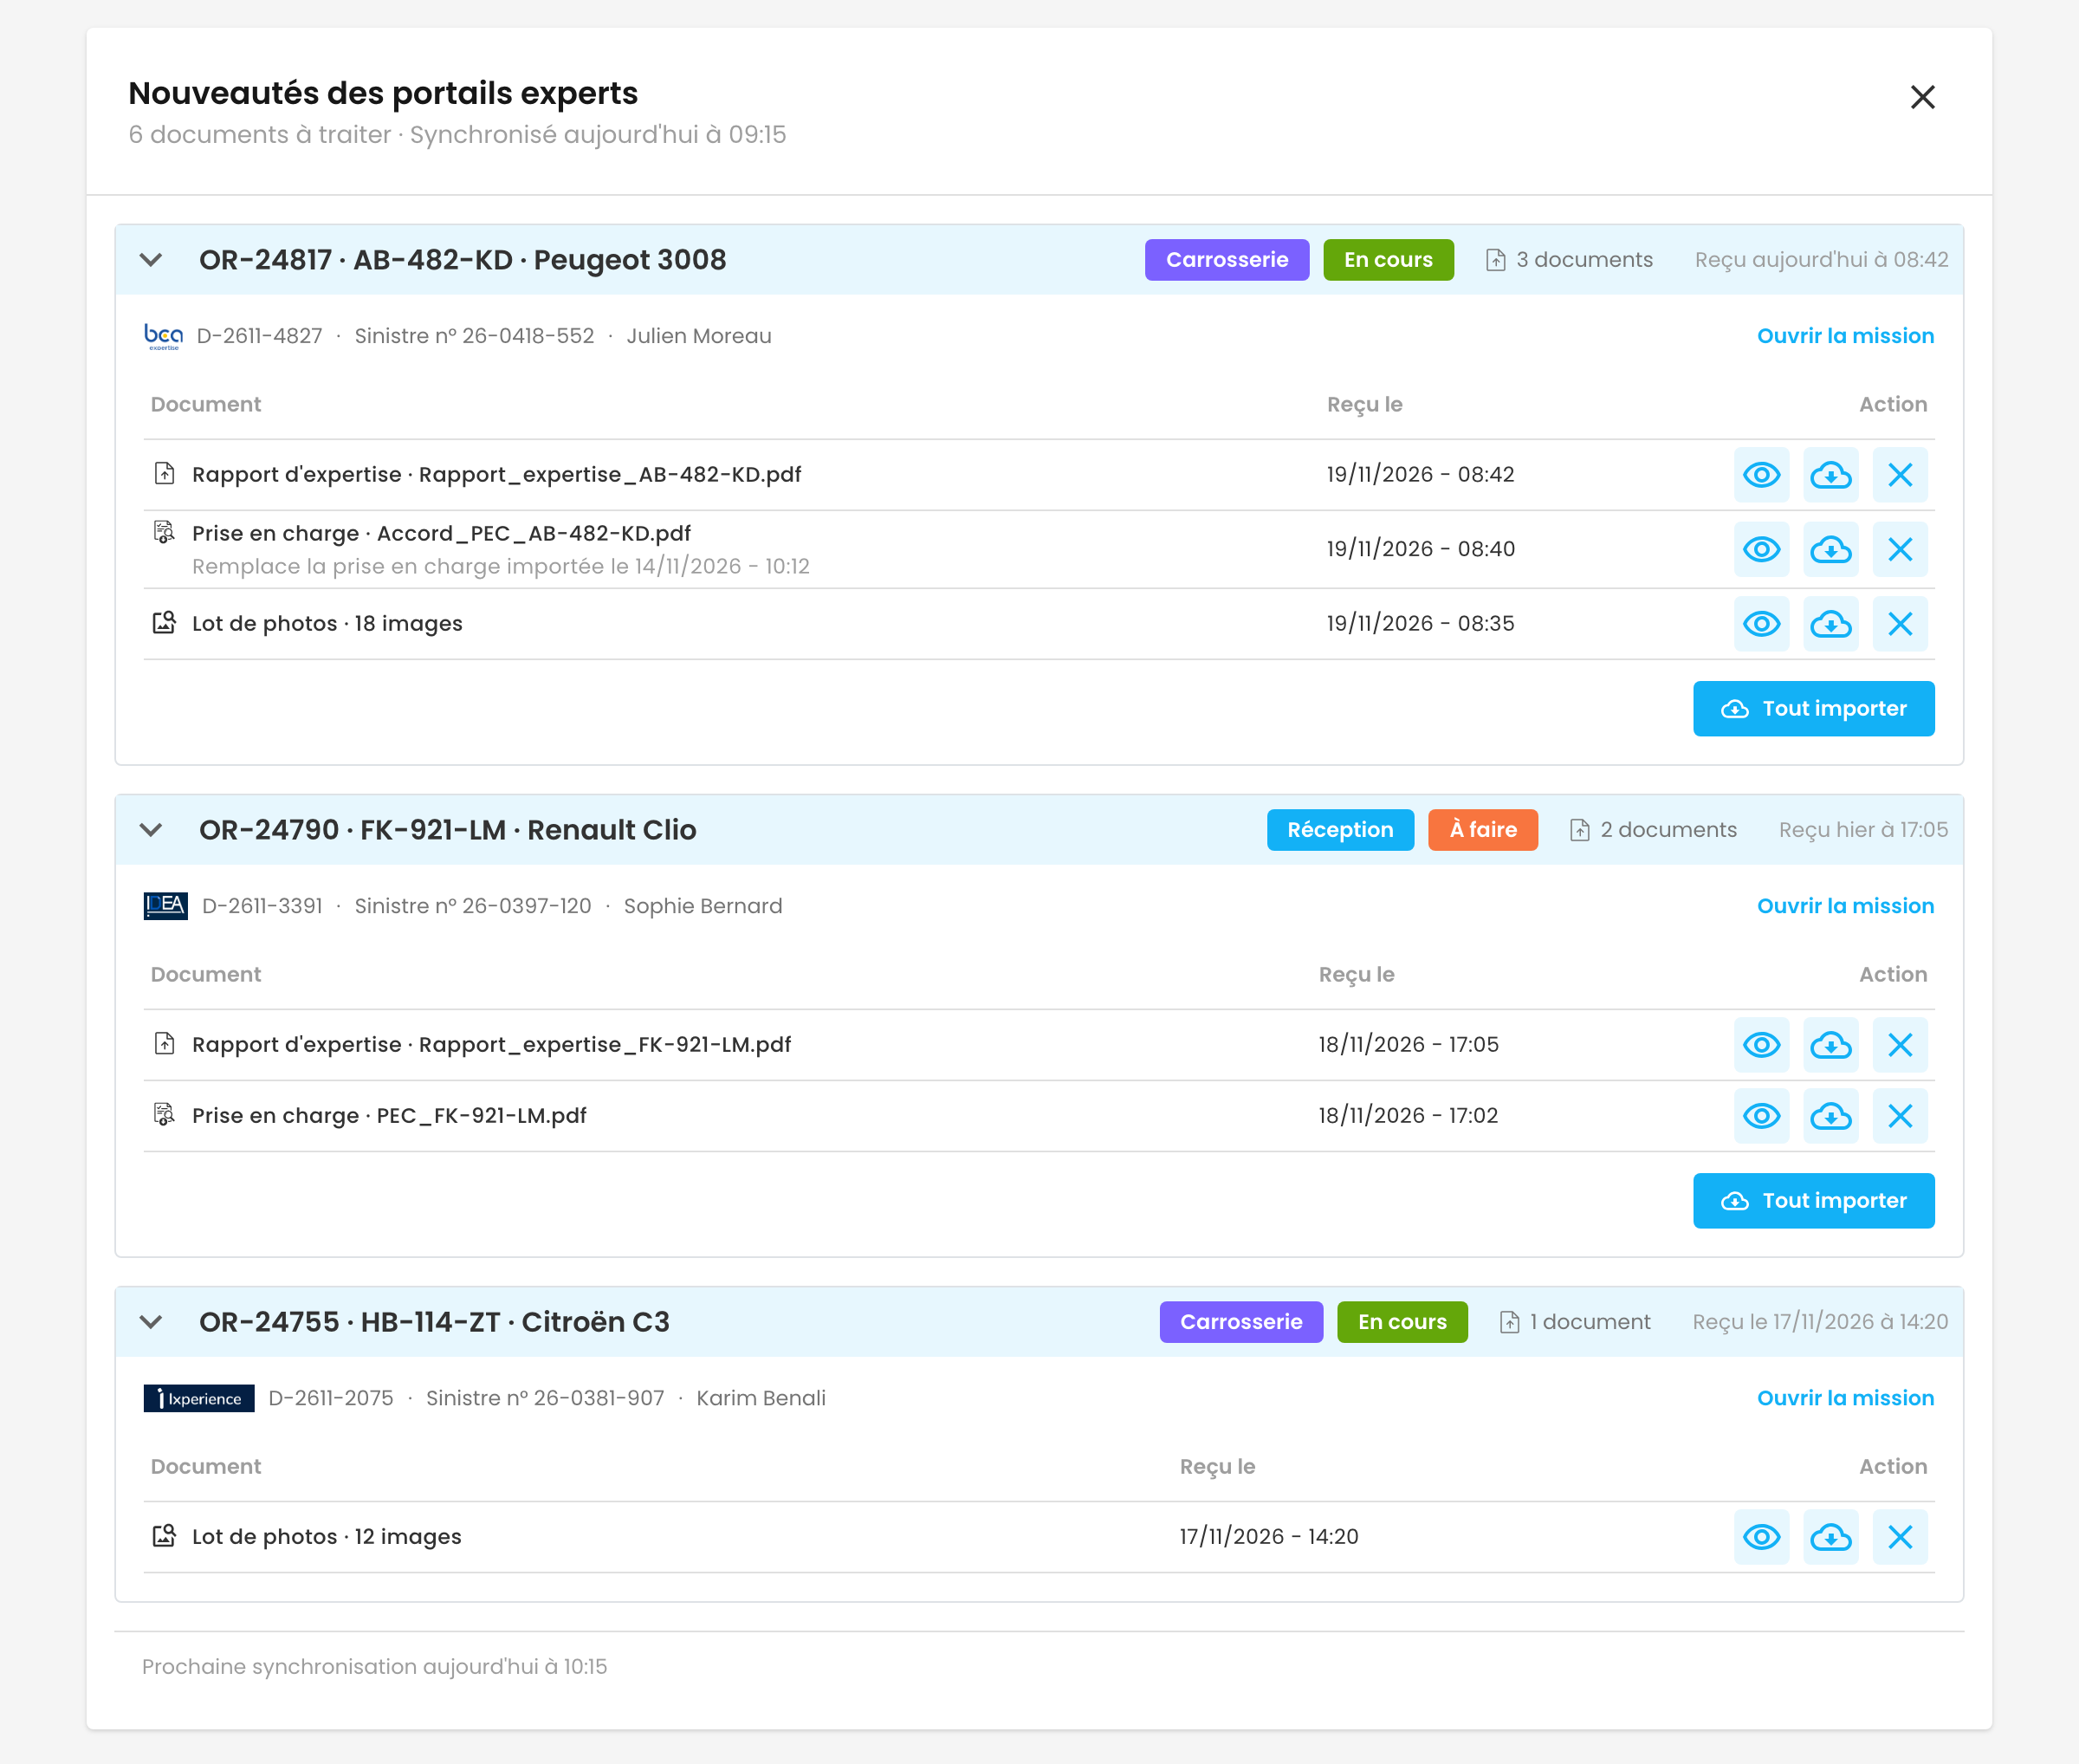 Nouveautés des portails experts
6 documents à traiter · Synchronisé aujourd'hui à 09:15
OR-24817 · AB-482-KD · Peugeot 3008 Carrosserie En cours 3 documents Reçu aujourd'hui à 08:42
bca expertise D-2611-4827 · Sinistre n° 26-0418-552 · Julien Moreau Ouvrir la mission
Document Reçu le Action
Rapport d'expertise · Rapport_expertise_AB-482-KD.pdf 19/11/2026 - 08:42
Prise en charge · Accord_PEC_AB-482-KD.pdf 19/11/2026 - 08:40
Remplace la prise en charge importée le 14/11/2026 - 10:12
Lot de photos · 18 images 19/11/2026 - 08:35
Tout importer
OR-24790 · FK-921-LM · Renault Clio Réception À faire 2 documents Reçu hier à 17:05
IDEA D-2611-3391 · Sinistre n° 26-0397-120 · Sophie Bernard Ouvrir la mission
Document Reçu le Action
Rapport d'expertise · Rapport_expertise_FK-921-LM.pdf 18/11/2026 - 17:05
Prise en charge · PEC_FK-921-LM.pdf 18/11/2026 - 17:02
Tout importer
OR-24755 · HB-114-ZT · Citroën C3 Carrosserie En cours 1 document Reçu le 17/11/2026 à 14:20
Ixperience D-2611-2075 · Sinistre n° 26-0381-907 · Karim Benali Ouvrir la mission
Document Reçu le Action
Lot de photos · 12 images 17/11/2026 - 14:20
Prochaine synchronisation aujourd'hui à 10:15